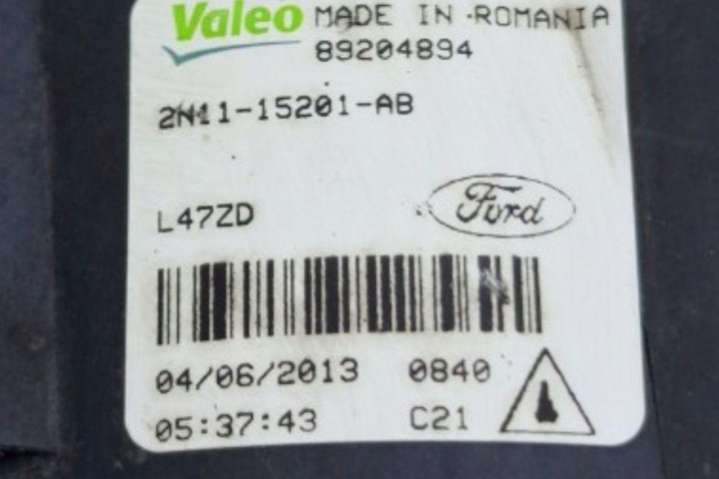 Valeo MADE IN ROMANIA
89204894
2N11-15201-AB
L47ZD
Ford
04/06/2013 0840
05:37:43 C21